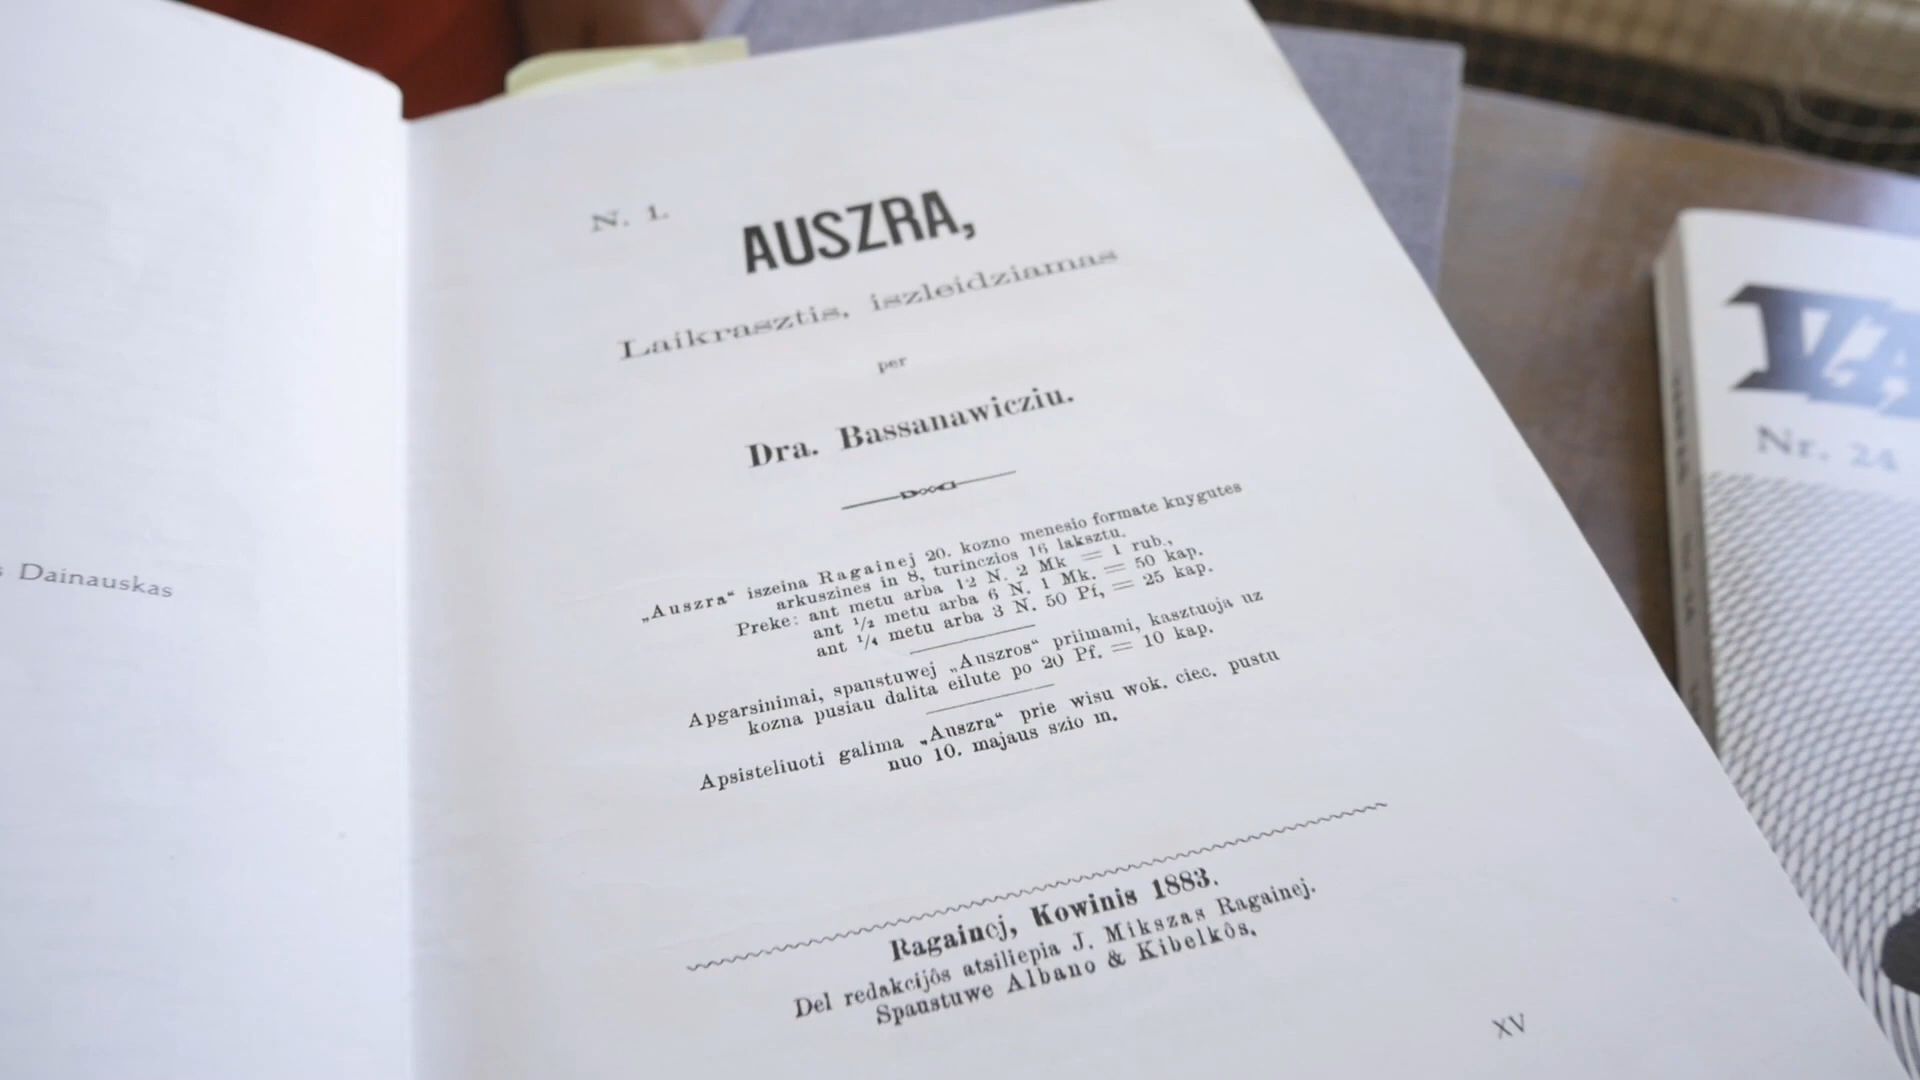 s Dainauskas
N. 1.
AUSZRA,
Laikrasztis, iszleidziamas
per
Dra. Bassanawicziu.
„Auszra“ iszeina Ragainej 20. kozno menesio formate knygutes
arkuszines in 8, turinczios 16 laksztu.
Preke: ant metu arba 12 N. 2 Mk = 1 rub.,
ant ½ metu arba 6 N. 1 Mk. = 50 kap.
ant ¼ metu arba 3 N. 50 Pf, = 25 kap.
Apgarsinimai, spaustuwej „Auszros“ priimami, kasztuoja uz
kozna pusiau dalita eilute po 20 Pf. = 10 kap.
Apsisteliuoti galima „Auszra“ prie wisu wok. ciec. pustu
nuo 10. majaus szio m.
Ragainej, Kowinis 1883.
Del redakcijôs atsiliepia J. Mikszas Ragainej.
Spaustuwe Albano & Kibelkôs.
XV
Nr. 24